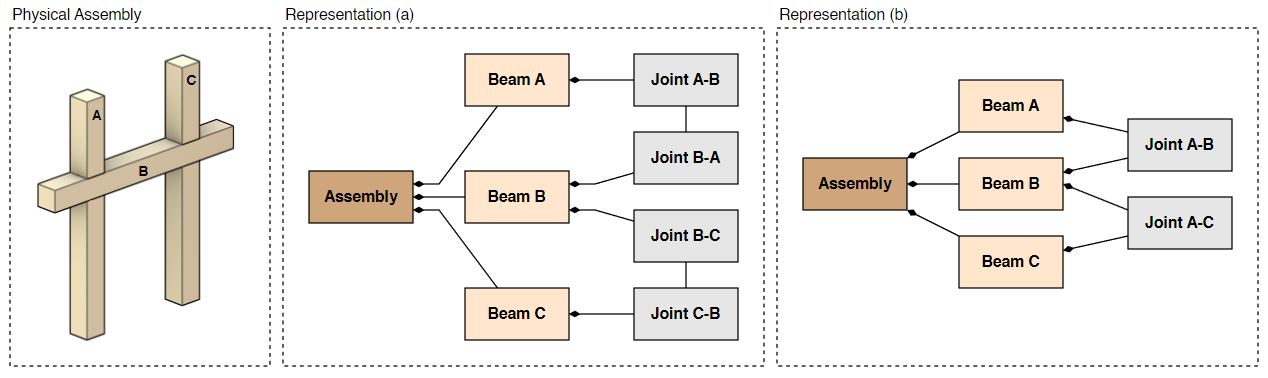 Physical Assembly
A
B
C
Representation (a)
Assembly
Beam A
Beam B
Beam C
Joint A-B
Joint B-A
Joint B-C
Joint C-B
Representation (b)
Assembly
Beam A
Beam B
Beam C
Joint A-B
Joint A-C